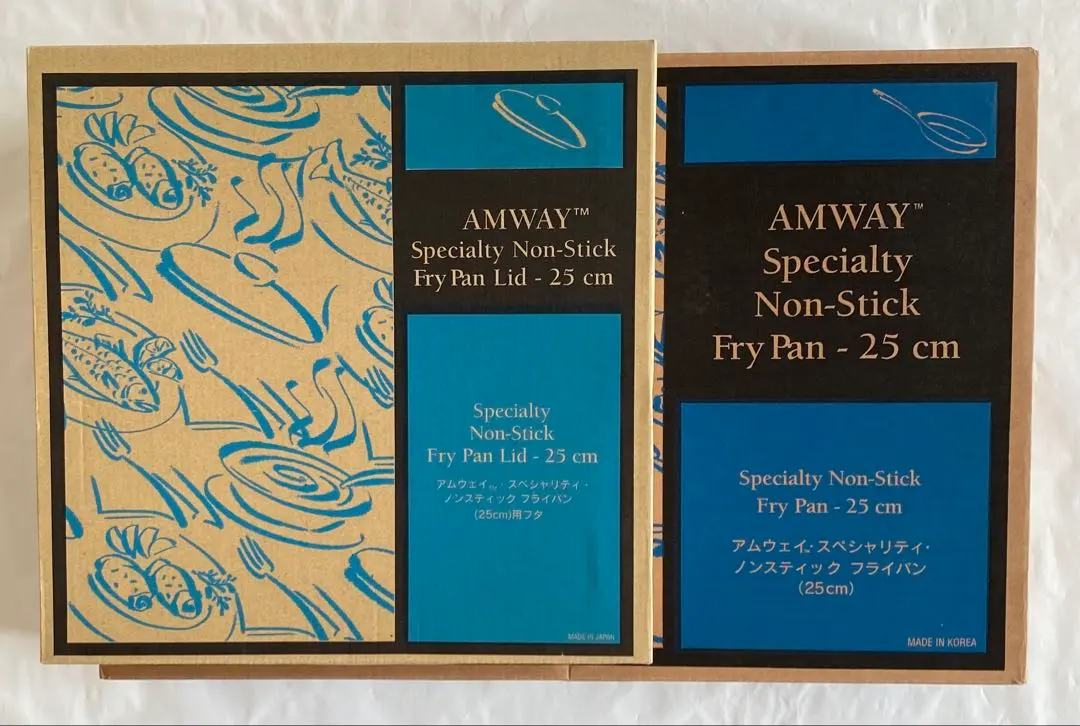 AMWAY™
Specialty Non-Stick
Fry Pan Lid - 25 cm
Specialty
Non-Stick
Fry Pan Lid - 25 cm
アムウェイ™・スペシャリティ・
ノンスティック フライパン
(25cm)用フタ
MADE IN JAPAN
AMWAY™
Specialty
Non-Stick
Fry Pan - 25 cm
Specialty Non-Stick
Fry Pan - 25 cm
アムウェイ™・スペシャリティ・
ノンスティック フライパン
(25cm)
MADE IN KOREA